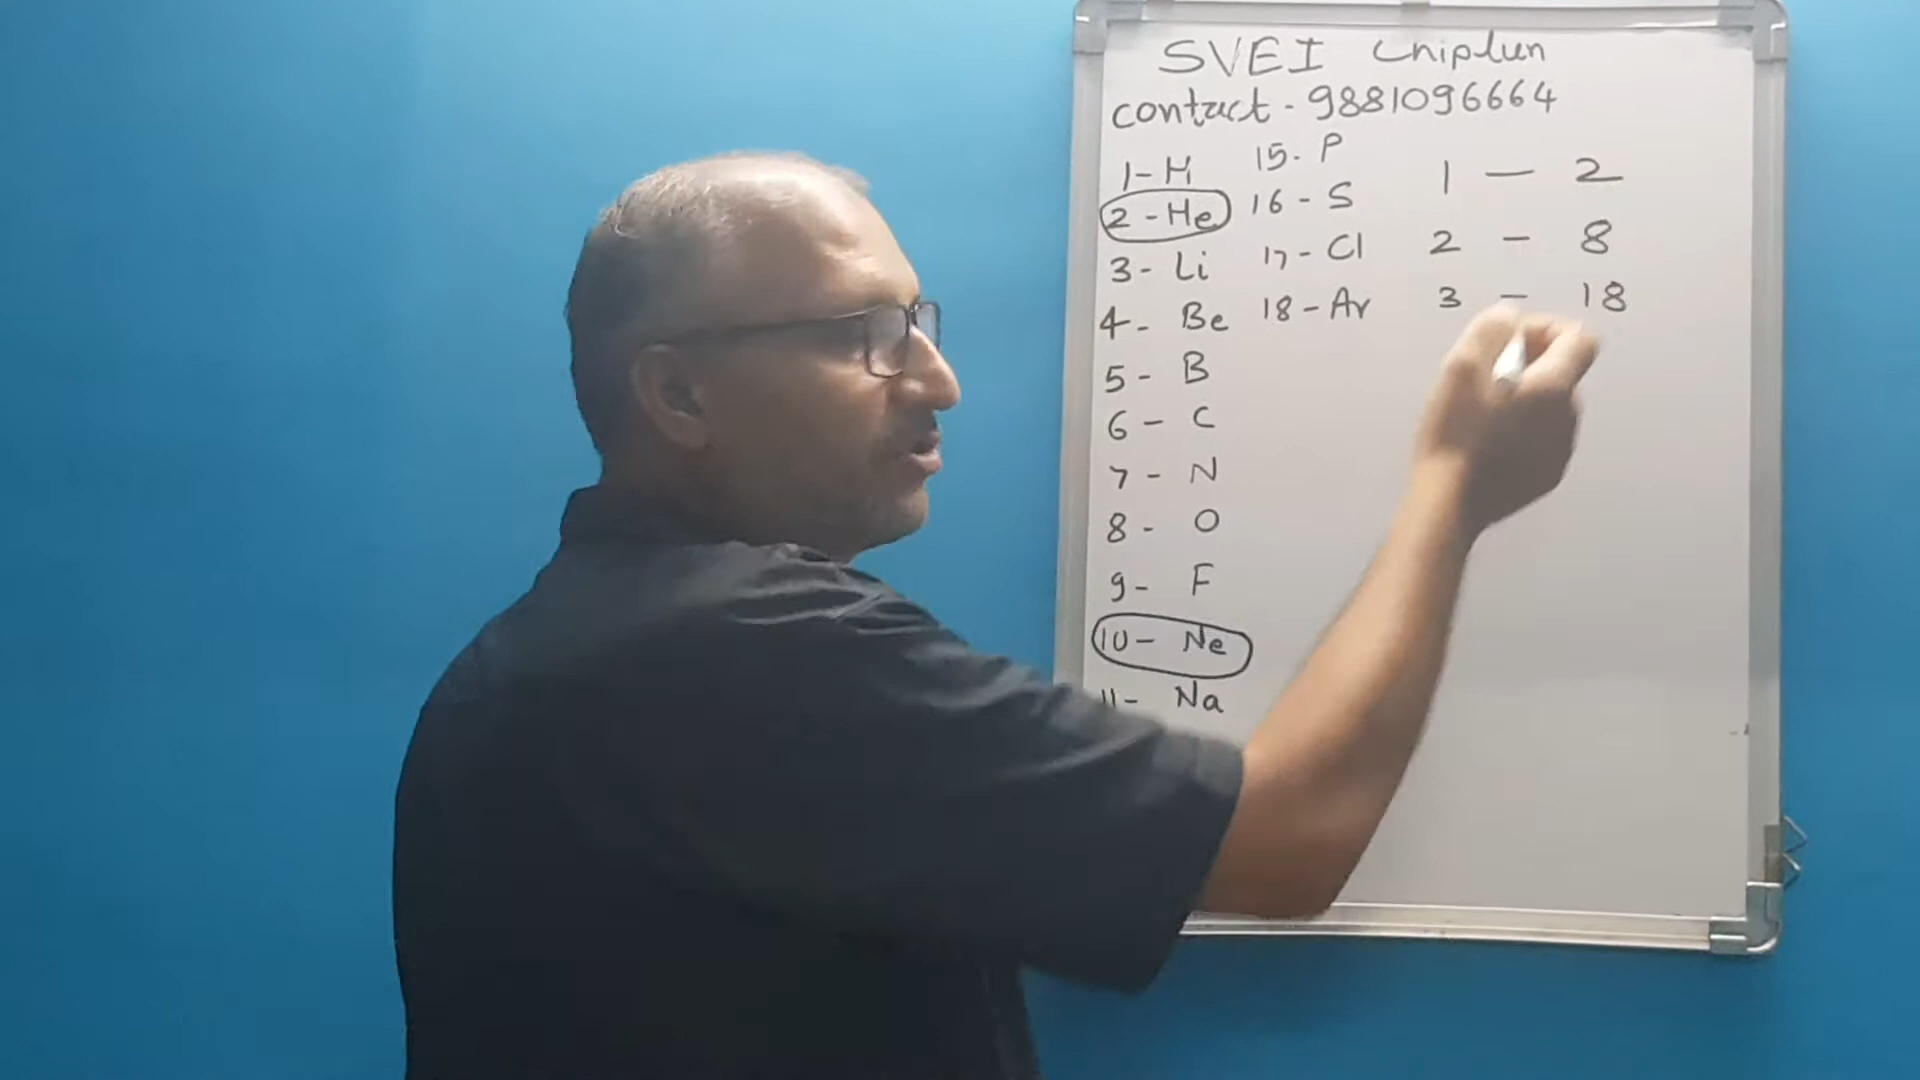 SVEI Chiplun
contact - 9881096664
1 - H
2 - He
3 - Li
4 - Be
5 - B
6 - C
7 - N
8 - O
9 - F
10 - Ne
11 - Na
15 - P
16 - S
17 - Cl
18 - Ar
1 - 2
2 - 8
3 - 18